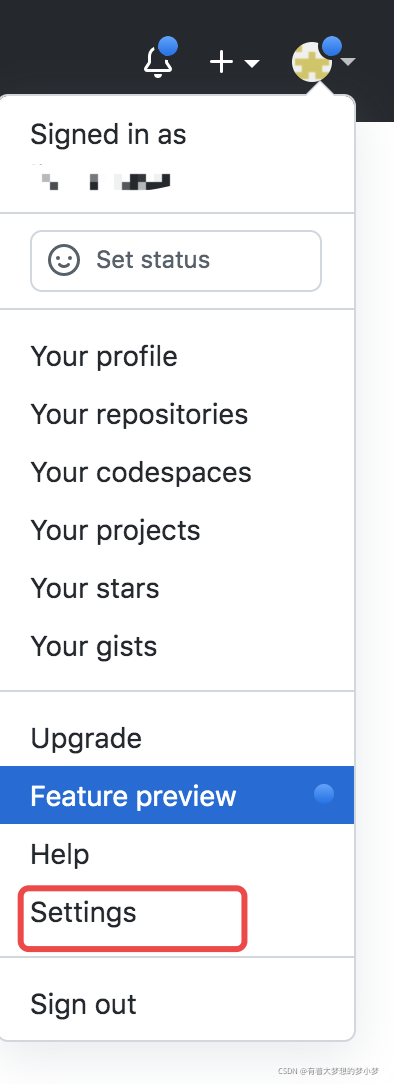 Signed in as
Set status
Your profile
Your repositories
Your codespaces
Your projects
Your stars
Your gists
Upgrade
Feature preview
Help
Settings
Sign out
CSDN @有着大梦想的梦小梦